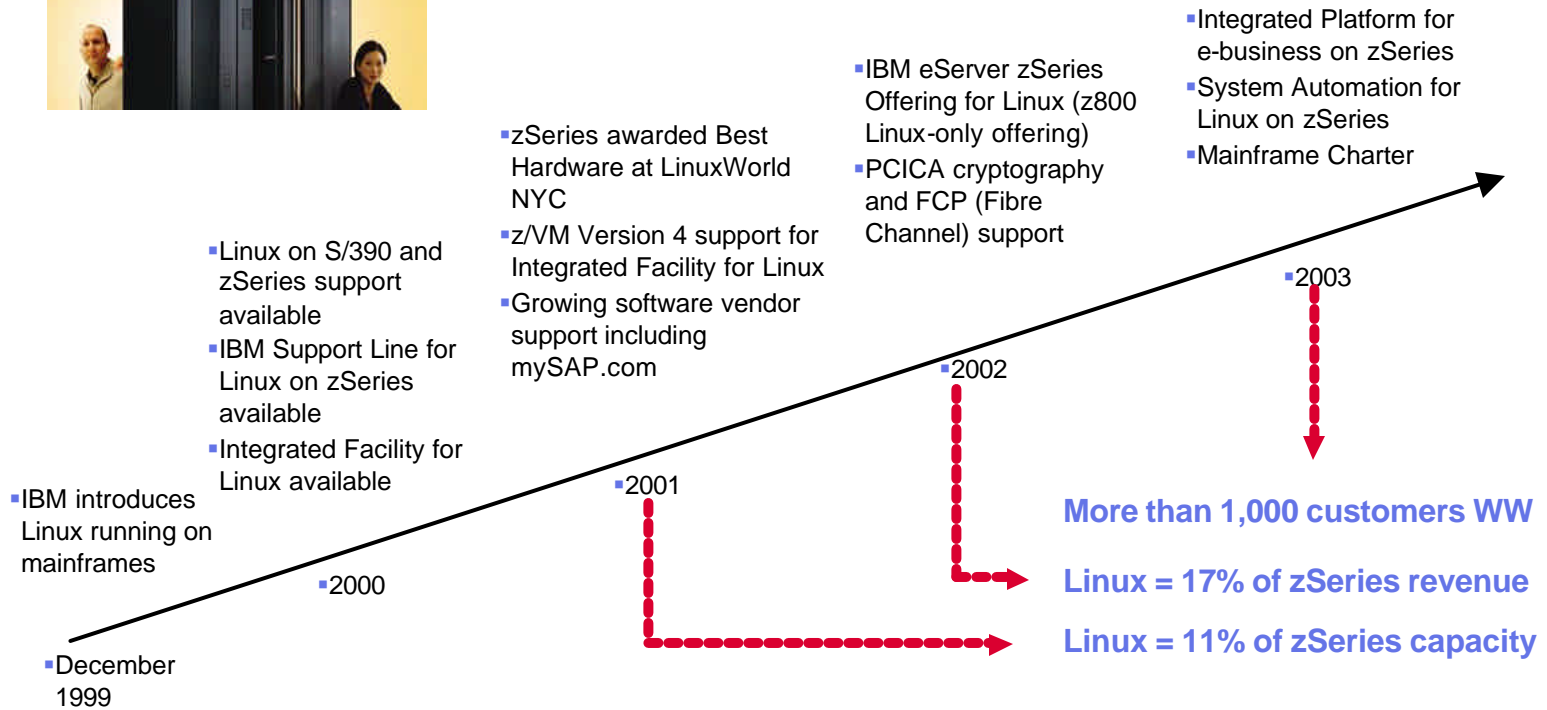 ▪IBM introduces
Linux running on
mainframes
▪December
1999
▪Linux on S/390 and
zSeries support
available
▪IBM Support Line for
Linux on zSeries
available
▪Integrated Facility for
Linux available
▪2000
▪zSeries awarded Best
Hardware at LinuxWorld
NYC
▪z/VM Version 4 support for
Integrated Facility for Linux
▪Growing software vendor
support including
mySAP.com
▪2001
▪IBM eServer zSeries
Offering for Linux (z800
Linux-only offering)
▪PCICA cryptography
and FCP (Fibre
Channel) support
▪2002
▪Integrated Platform for
e-business on zSeries
▪System Automation for
Linux on zSeries
▪Mainframe Charter
▪2003
More than 1,000 customers WW
Linux = 17% of zSeries revenue
Linux = 11% of zSeries capacity